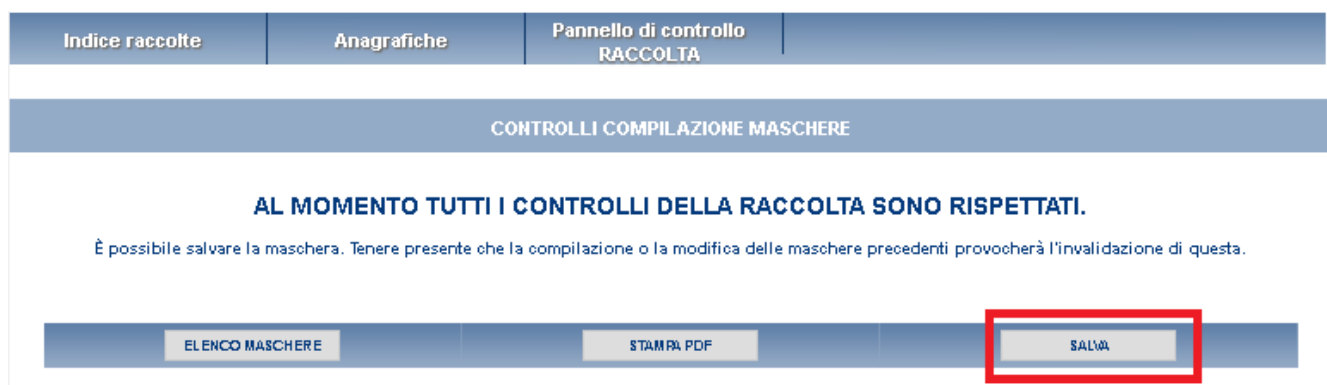 Indice raccolte
Anagrafiche
Pannello di controllo
RACCOLTA
CONTROLLI COMPILAZIONE MASCHERE
AL MOMENTO TUTTI I CONTROLLI DELLA RACCOLTA SONO RISPETTATI.
È possibile salvare la maschera. Tenere presente che la compilazione o la modifica delle maschere precedenti provocherà l'invalidazione di questa.
ELENCO MASCHERE
STAMPA PDF
SALVA